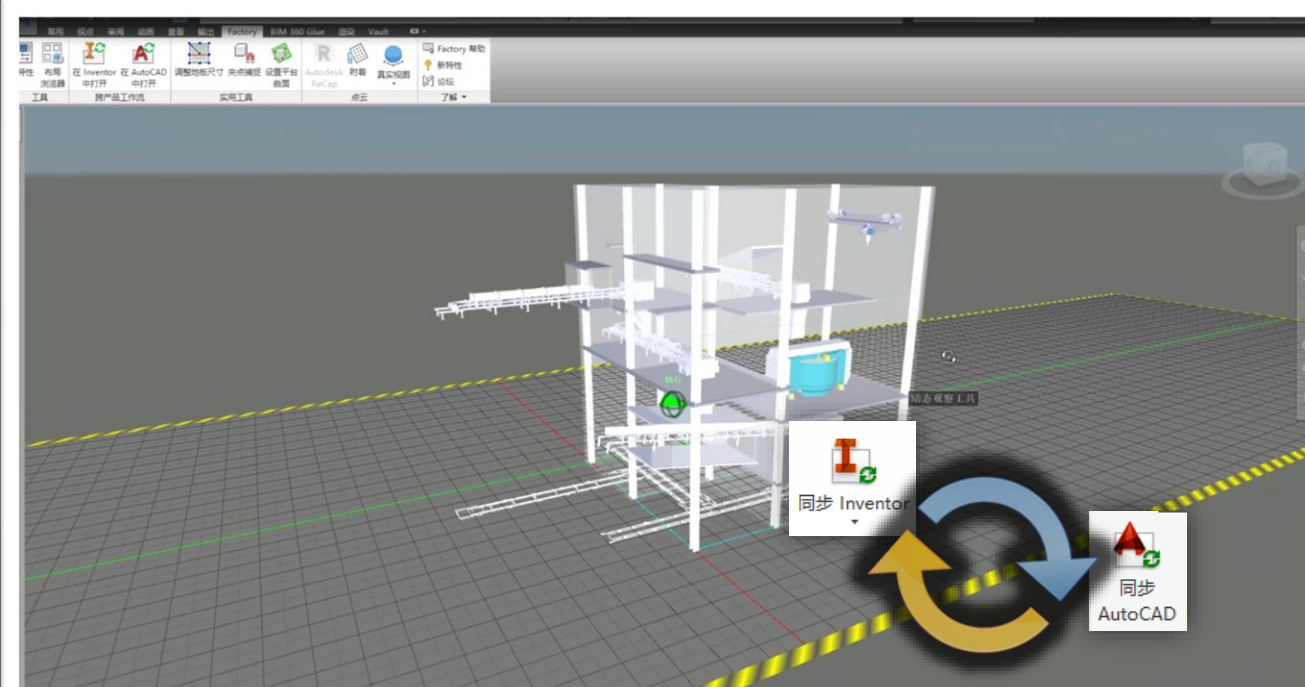 常用 视点 审阅 动画 查看 输出 Factory BIM 360 Glue 渲染 Vault
特性
布局
浏览器
在 Inventor
中打开
在 AutoCAD
中打开
调整地板尺寸
夹点捕捉
设置平台
曲面
Autodesk
ReCap
附着
真实视图
Factory 帮助
新特性
论坛
工具
跨产品工作流
实用工具
点云
了解
动态观察工具
同步 Inventor
同步
AutoCAD